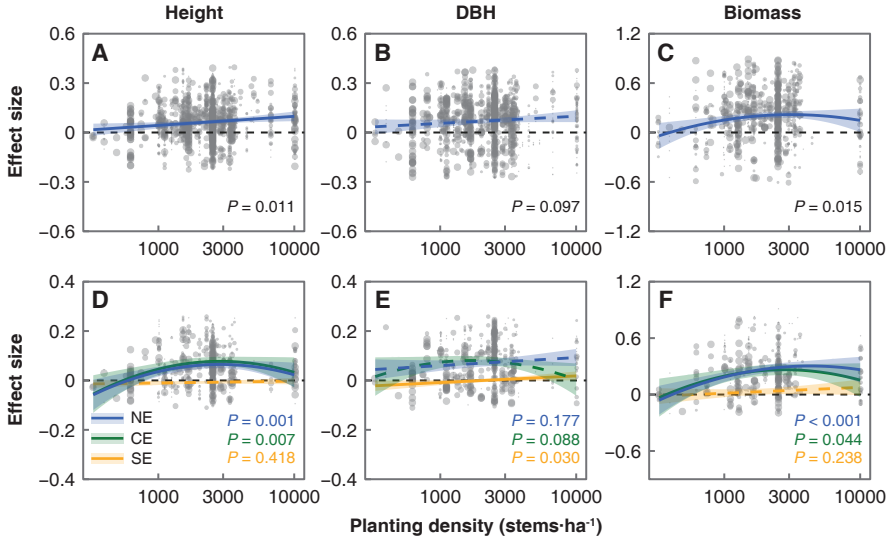 Height
DBH
Biomass
Effect size
A
0.6
0.3
0
−0.3
−0.6
P = 0.011
1000
3000
10000
B
0.6
0.3
0
−0.3
−0.6
P = 0.097
1000
3000
10000
C
1.2
0.6
0
−0.6
−1.2
P = 0.015
1000
3000
10000
Effect size
D
0.4
0.2
0
−0.2
−0.4
NE
CE
SE
P = 0.001
P = 0.007
P = 0.418
1000
3000
10000
E
0.4
0.2
0
−0.2
−0.4
P = 0.177
P = 0.088
P = 0.030
1000
3000
10000
F
1.2
0.6
0
−0.6
P < 0.001
P = 0.044
P = 0.238
1000
3000
10000
Planting density (stems·ha⁻¹)